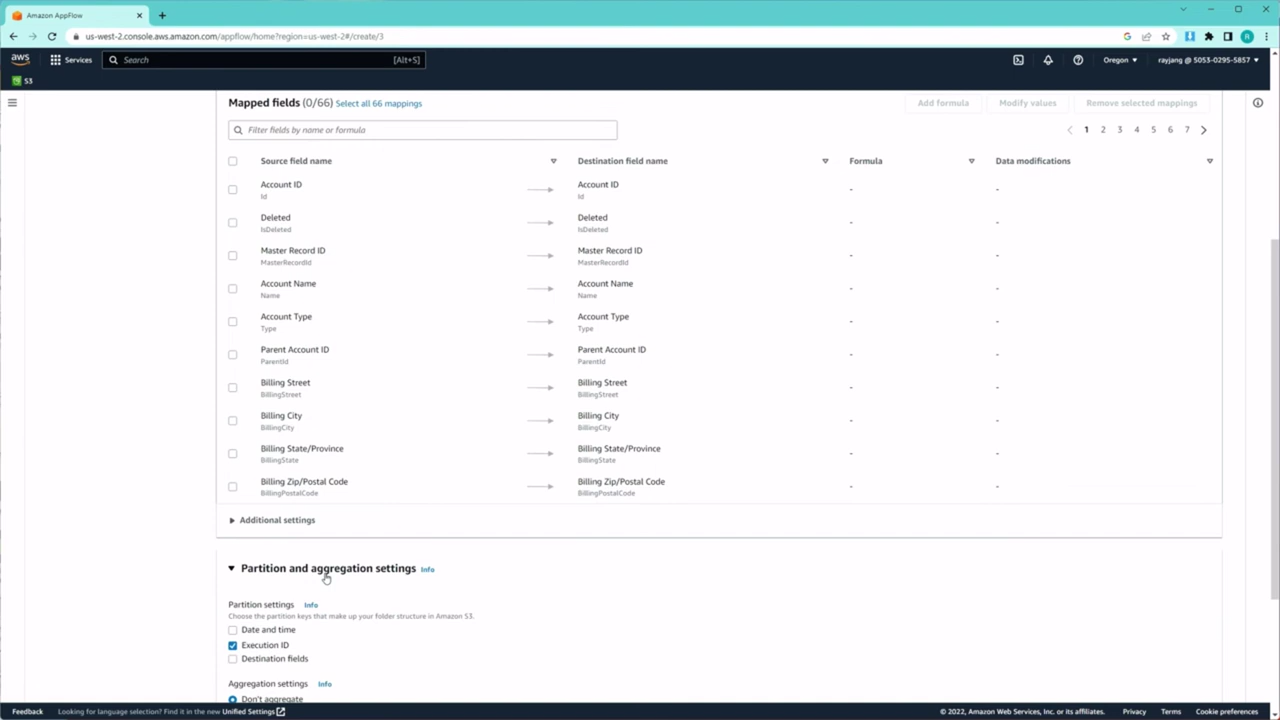 Amazon AppFlow
us-west-2.console.aws.amazon.com/appflow/home?region=us-west-2#/create/3
aws Services Search [Alt+S] Oregon rayjang @ 5053-0295-5857
S3
Mapped fields (0/66) Select all 66 mappings Add formula Modify values Remove selected mappings
Filter fields by name or formula 1 2 3 4 5 6 7
Source field name Destination field name Formula Data modifications
Account ID Account ID - -
Id Id
Deleted Deleted - -
IsDeleted IsDeleted
Master Record ID Master Record ID - -
MasterRecordId MasterRecordId
Account Name Account Name - -
Name Name
Account Type Account Type - -
Type Type
Parent Account ID Parent Account ID - -
ParentId ParentId
Billing Street Billing Street - -
BillingStreet BillingStreet
Billing City Billing City - -
BillingCity BillingCity
Billing State/Province Billing State/Province - -
BillingState BillingState
Billing Zip/Postal Code Billing Zip/Postal Code - -
BillingPostalCode BillingPostalCode
Additional settings
Partition and aggregation settings Info
Partition settings Info
Choose the partition keys that make up your folder structure in Amazon S3.
Date and time
Execution ID
Destination fields
Aggregation settings Info
Don't aggregate
Feedback Looking for language selection? Find it in the new Unified Settings © 2022, Amazon Web Services, Inc. or its affiliates. Privacy Terms Cookie preferences